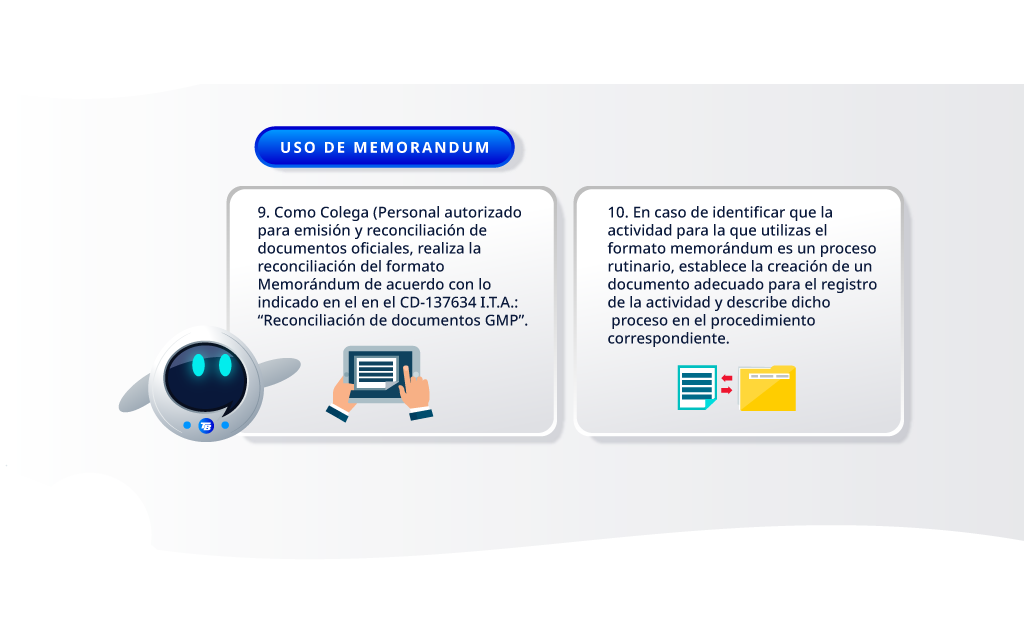 USO DE MEMORANDUM
9. Como Colega (Personal autorizado
para emisión y reconciliación de
documentos oficiales, realiza la
reconciliación del formato
Memorándum de acuerdo con lo
indicado en el en el CD-137634 I.T.A.:
“Reconciliación de documentos GMP”.
10. En caso de identificar que la
actividad para la que utilizas el
formato memorándum es un proceso
rutinario, establece la creación de un
documento adecuado para el registro
de la actividad y describe dicho
proceso en el procedimiento
correspondiente.
TB